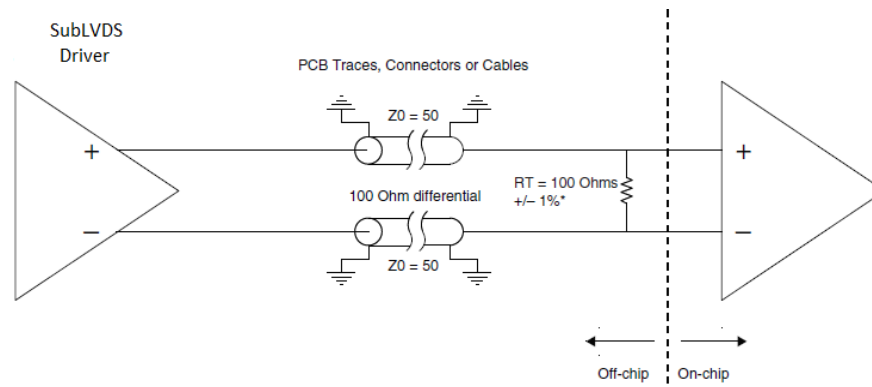 SubLVDS
Driver
PCB Traces, Connectors or Cables
Z0 = 50
+
+
RT = 100 Ohms
+/– 1%*
100 Ohm differential
–
–
Z0 = 50
Off-chip
On-chip